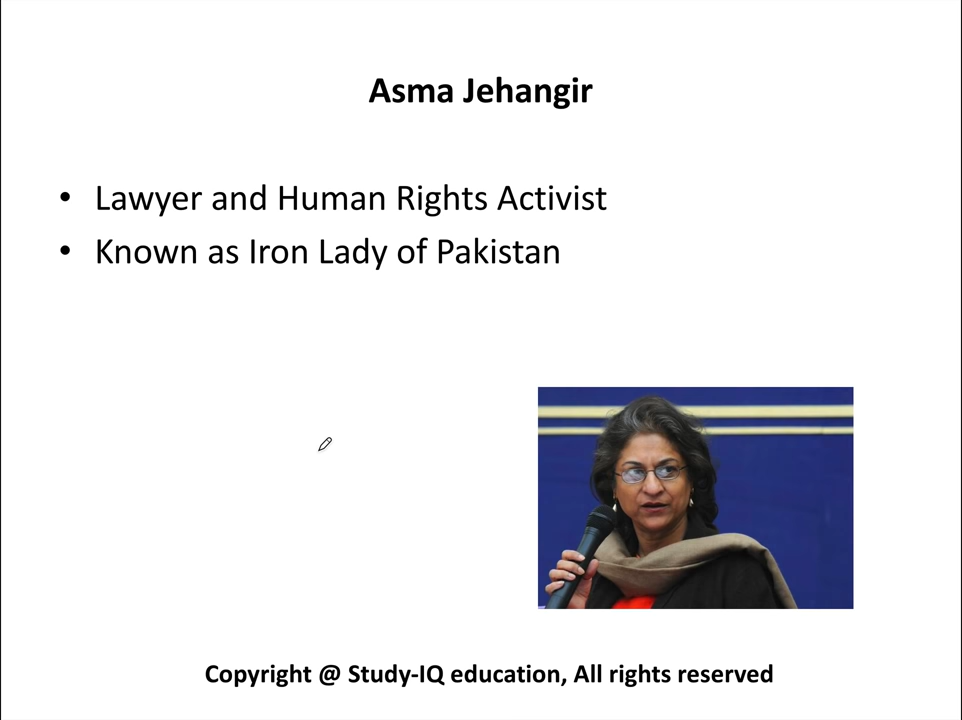 Asma Jehangir
• Lawyer and Human Rights Activist
• Known as Iron Lady of Pakistan
Copyright @ Study-IQ education, All rights reserved